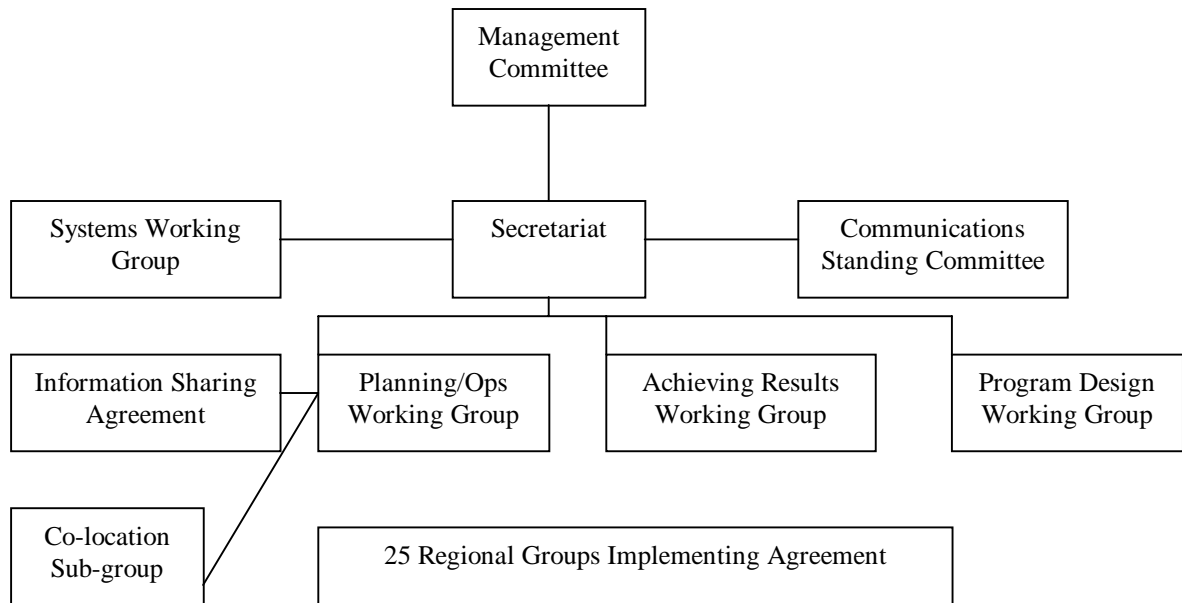 Management
Committee
Systems Working
Group
Secretariat
Communications
Standing Committee
Information Sharing
Agreement
Planning/Ops
Working Group
Achieving Results
Working Group
Program Design
Working Group
Co-location
Sub-group
25 Regional Groups Implementing Agreement